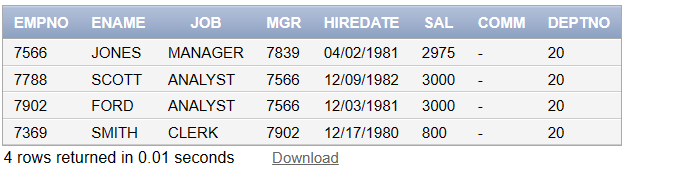 EMPNO ENAME JOB MGR HIREDATE SAL COMM DEPTNO
7566 JONES MANAGER 7839 04/02/1981 2975 - 20
7788 SCOTT ANALYST 7566 12/09/1982 3000 - 20
7902 FORD ANALYST 7566 12/03/1981 3000 - 20
7369 SMITH CLERK 7902 12/17/1980 800 - 20
4 rows returned in 0.01 seconds Download